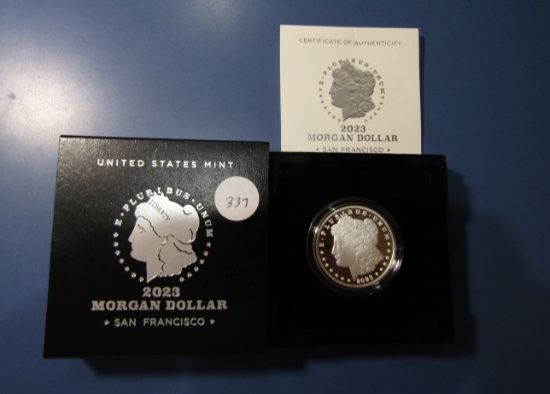 CERTIFICATE OF AUTHENTICITY
E·PLURIBUS·UNUM
2023
MORGAN DOLLAR
SAN FRANCISCO
UNITED STATES MINT
337
E·PLURIBUS·UNUM
LIBERTY
2023
MORGAN DOLLAR
SAN FRANCISCO
E·PLURIBUS·UNUM
2023